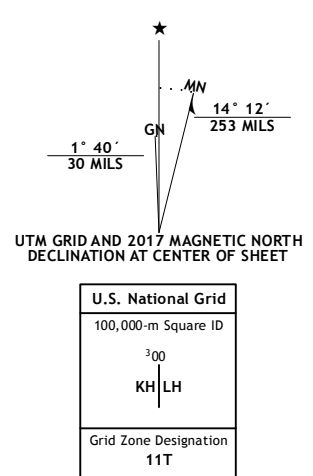 ★
MN
GN
14° 12´
253 MILS
1° 40´
30 MILS
UTM GRID AND 2017 MAGNETIC NORTH
DECLINATION AT CENTER OF SHEET
U.S. National Grid
100,000-m Square ID
³00
KH LH
Grid Zone Designation
11T